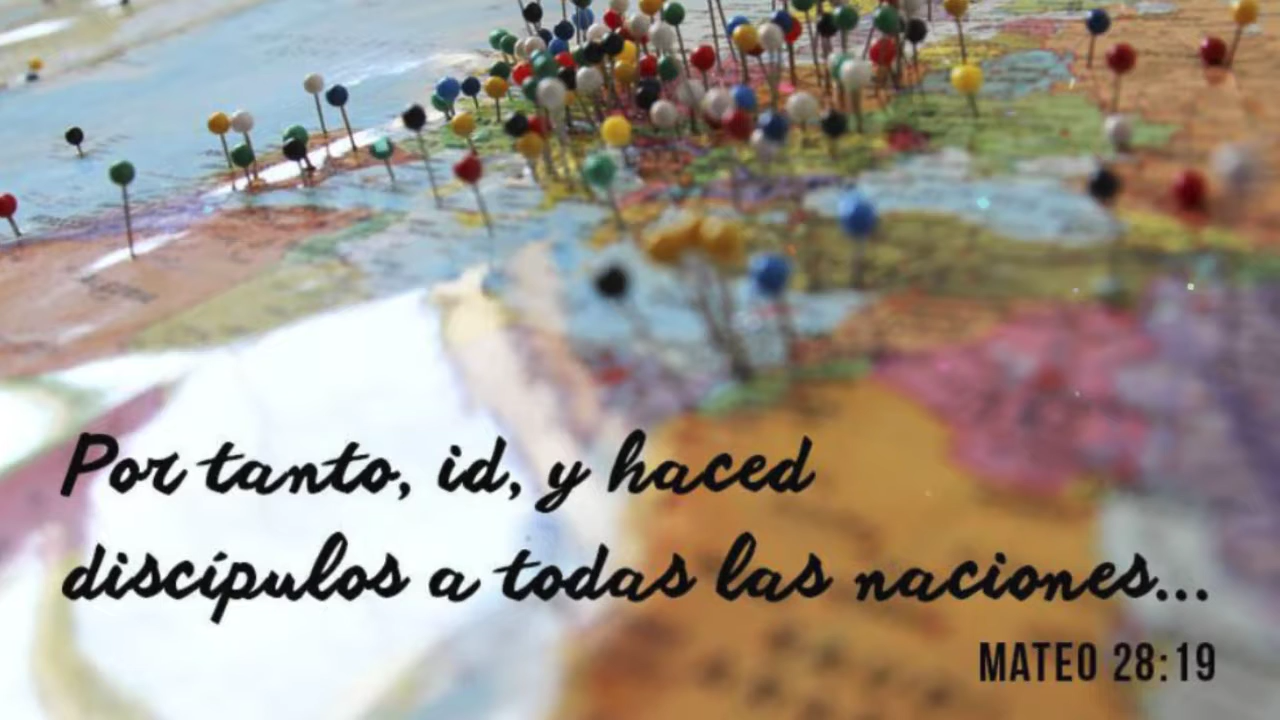 Por tanto, id, y haced
discípulos a todas las naciones...
MATEO 28:19